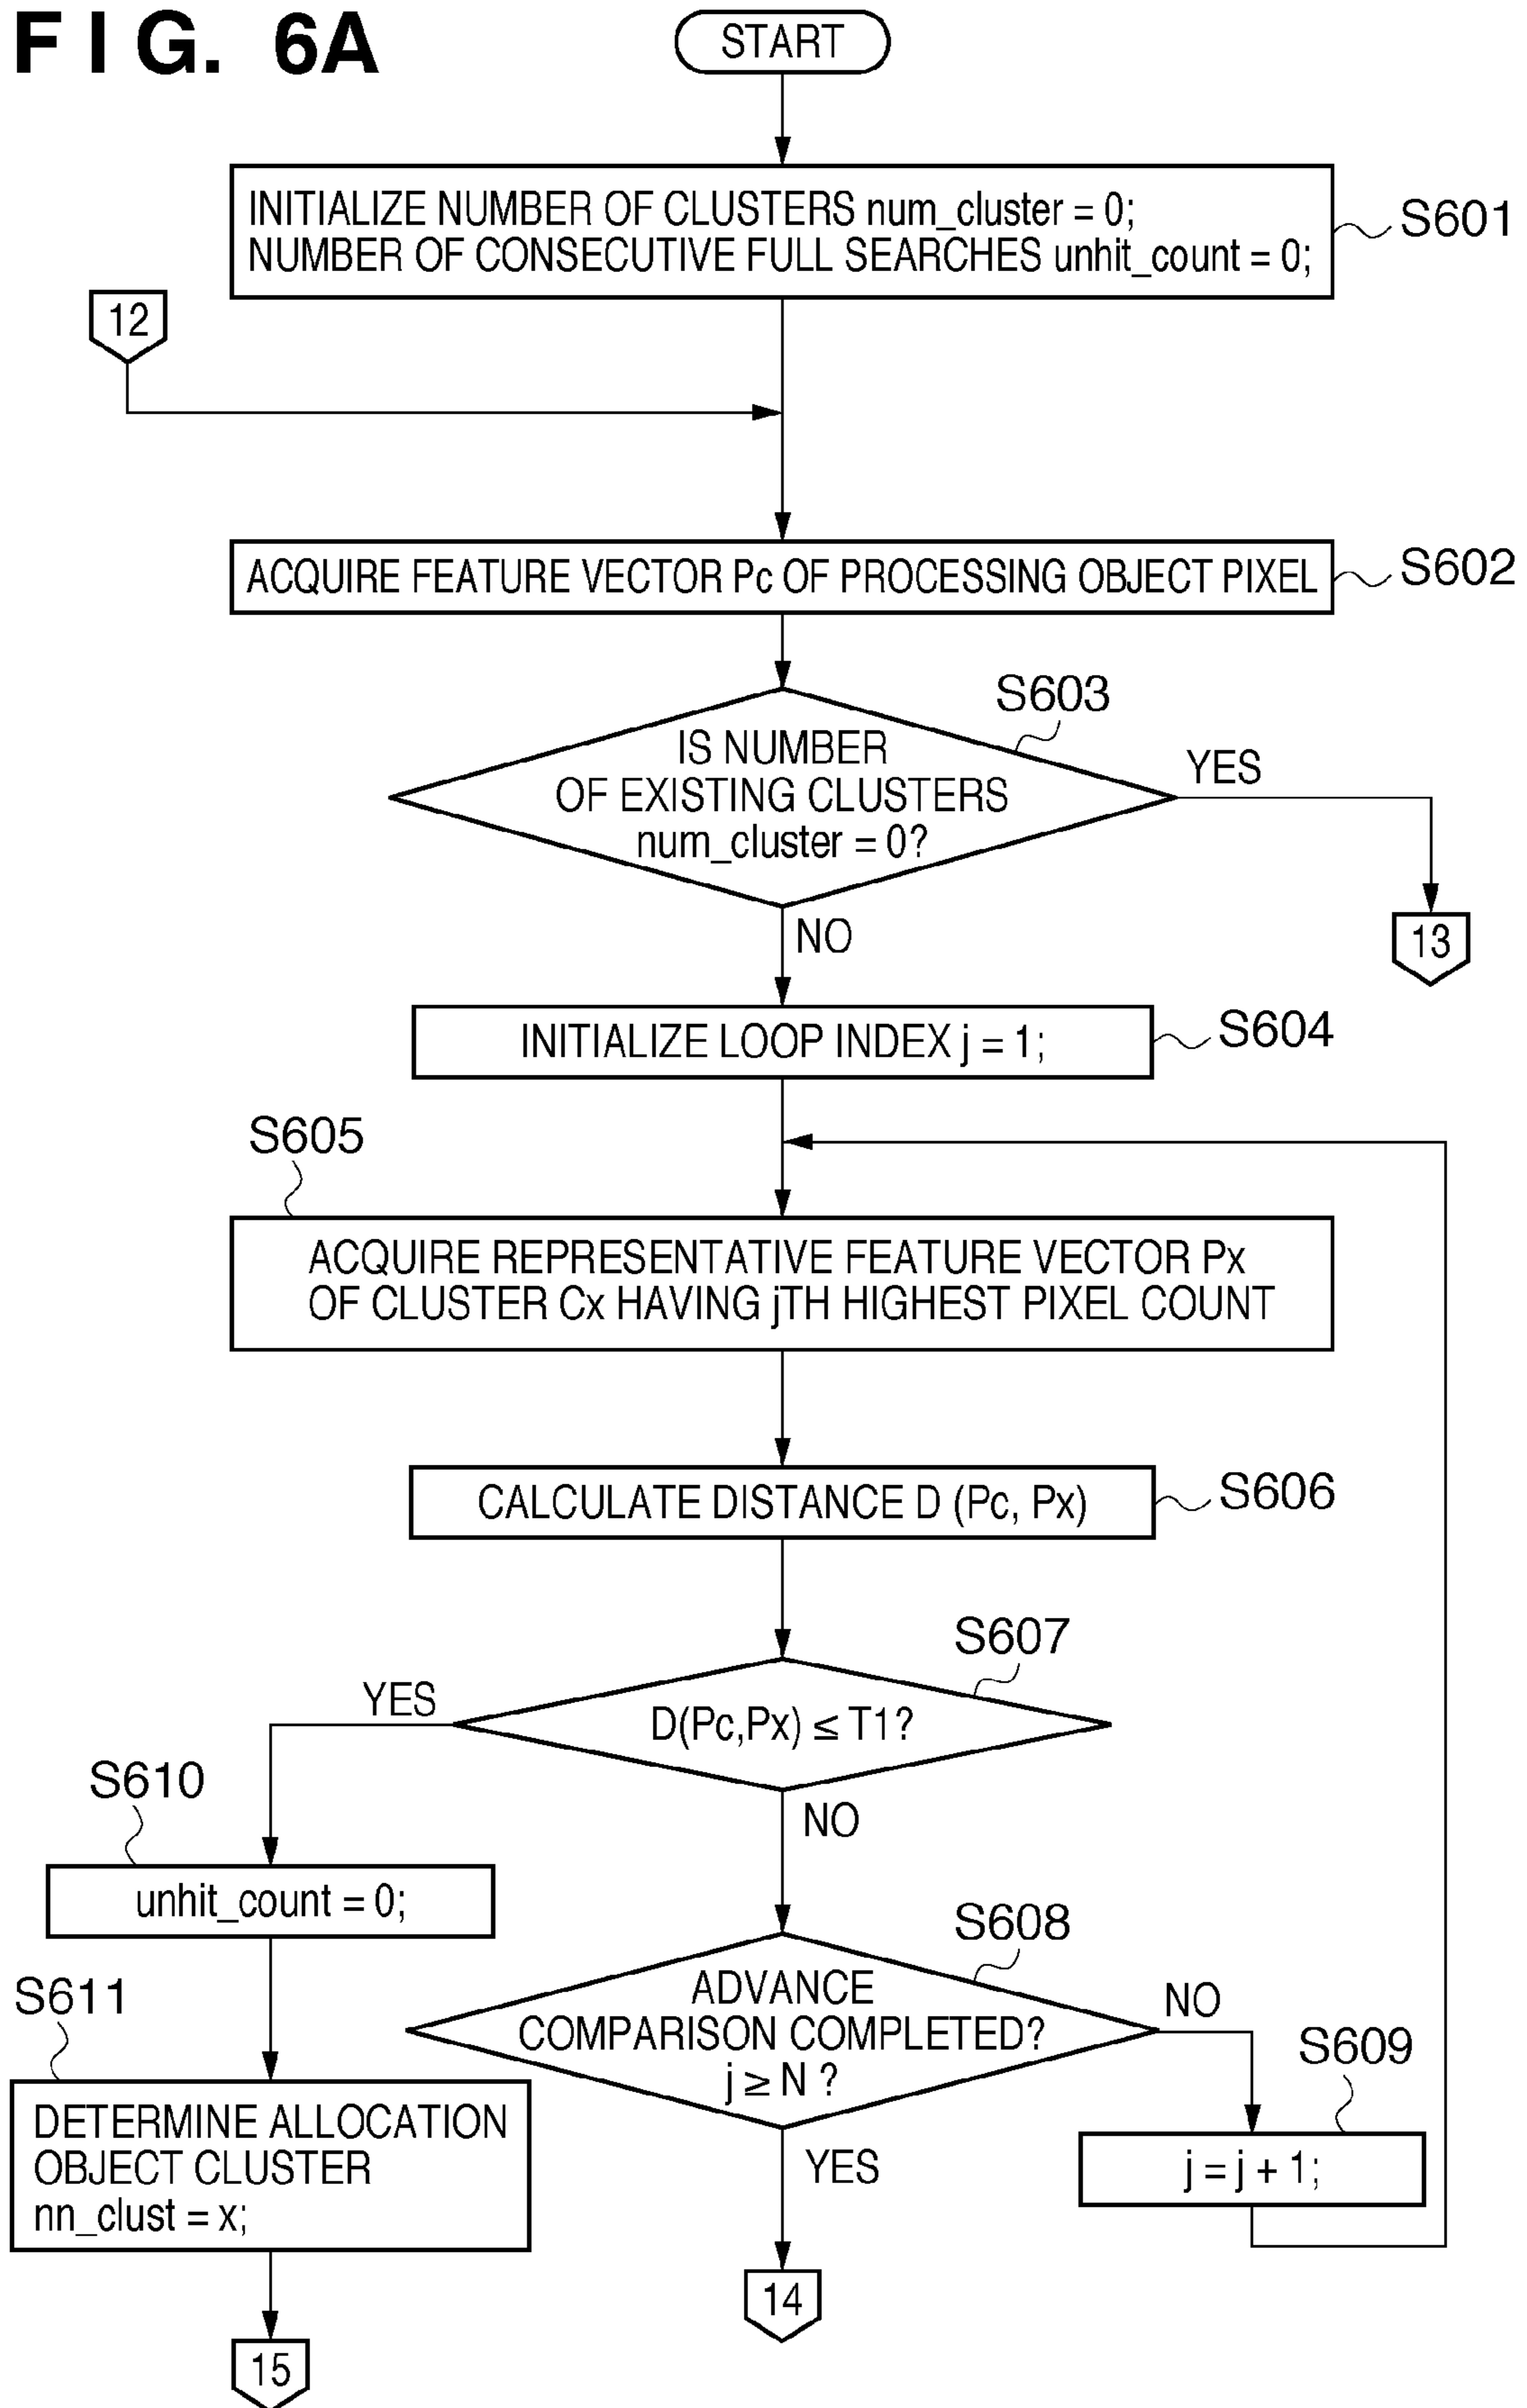 FIG. 6A
START
INITIALIZE NUMBER OF CLUSTERS num_cluster = 0;
NUMBER OF CONSECUTIVE FULL SEARCHES unhit_count = 0;
S601
12
ACQUIRE FEATURE VECTOR Pc OF PROCESSING OBJECT PIXEL
S602
S603
IS NUMBER
OF EXISTING CLUSTERS
num_cluster = 0?
YES
NO
13
INITIALIZE LOOP INDEX j = 1;
S604
S605
ACQUIRE REPRESENTATIVE FEATURE VECTOR Px
OF CLUSTER Cx HAVING jTH HIGHEST PIXEL COUNT
CALCULATE DISTANCE D (Pc, Px)
S606
S607
D(Pc,Px) ≤ T1?
YES
NO
S610
unhit_count = 0;
S608
ADVANCE
COMPARISON COMPLETED?
j ≥ N ?
NO
YES
S609
j = j + 1;
S611
DETERMINE ALLOCATION
OBJECT CLUSTER
nn_clust = x;
14
15